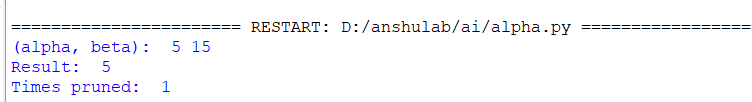 ======================= RESTART: D:/anshulab/ai/alpha.py =================
(alpha, beta):  5 15
Result:  5
Times pruned:  1